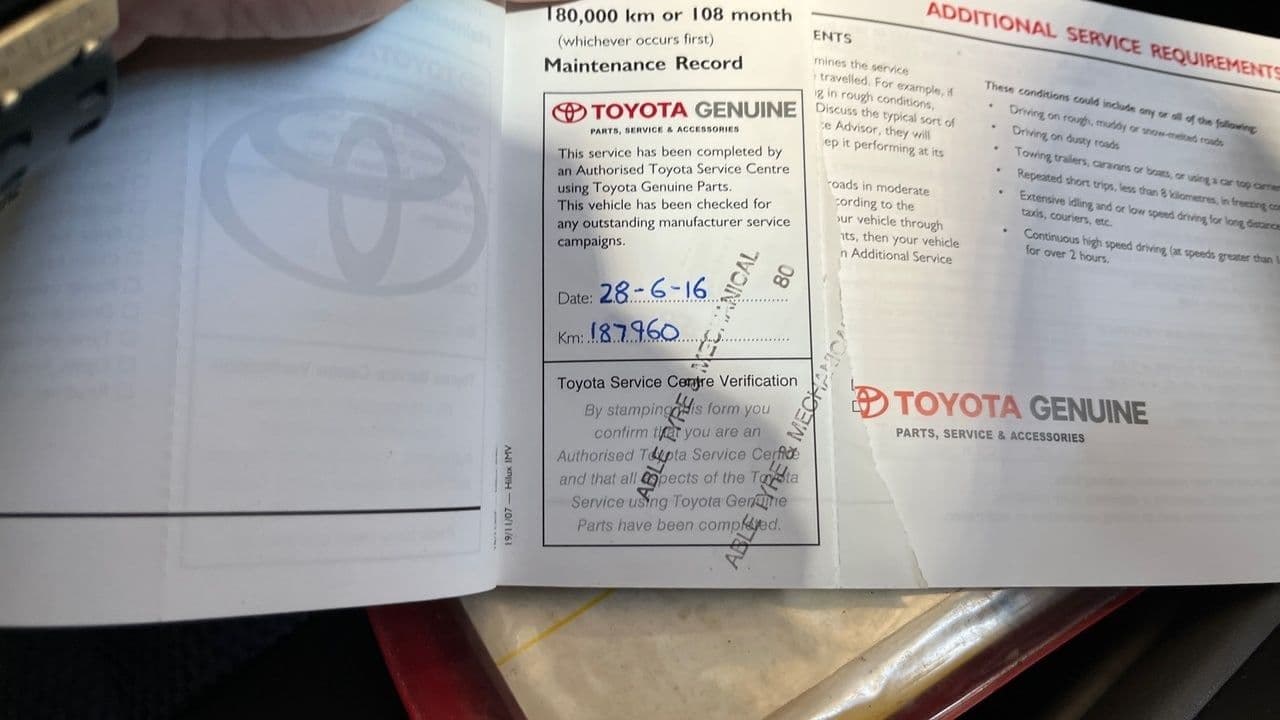 180,000 km or 108 month
(whichever occurs first)
Maintenance Record
TOYOTA GENUINE
PARTS, SERVICE & ACCESSORIES
This service has been completed by
an Authorised Toyota Service Centre
using Toyota Genuine Parts.
This vehicle has been checked for
any outstanding manufacturer service
campaigns.
Date: 28-6-16
Km: 187960
Toyota Service Centre Verification
By stamping this form you
confirm that you are an
Authorised Toyota Service Centre
and that all aspects of the Toyota
Service using Toyota Genuine
Parts have been completed.
ABLE TYRE & MECHANICAL
80
ABLE TYRE & MECHANICAL
19/11/07 — Hilux IMV
ADDITIONAL SERVICE REQUIREMENTS
ENTS
mines the service
travelled. For example, if
g in rough conditions,
Discuss the typical sort of
e Advisor, they will
ep it performing at its
roads in moderate
cording to the
ur vehicle through
nts, then your vehicle
n Additional Service
These conditions could include any or all of the following:
• Driving on rough, muddy or snow-melted roads
• Driving on dusty roads
• Towing trailers, caravans or boats, or using a car top
• Repeated short trips, less than 8 kilometres, in freezing
• Extensive idling and or low speed driving for long
taxis, couriers, etc.
• Continuous high speed driving (at speeds greater than
for over 2 hours.
TOYOTA GENUINE
PARTS, SERVICE & ACCESSORIES